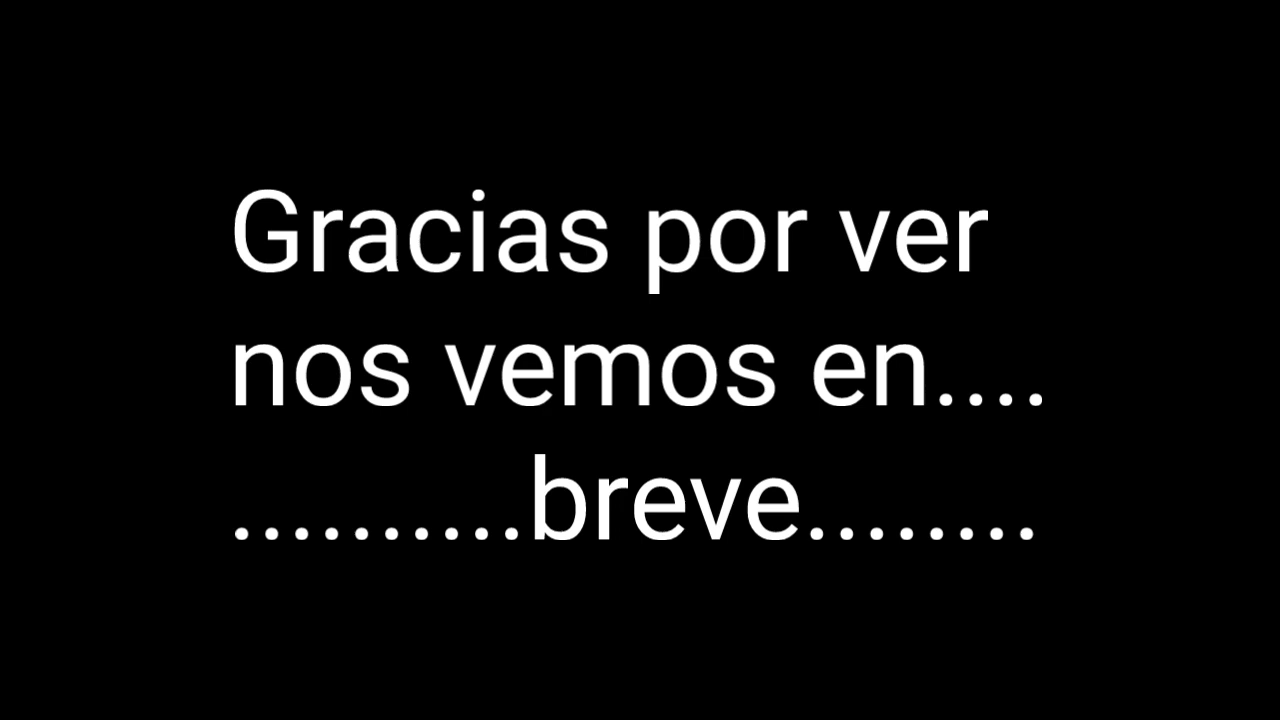 Gracias por ver
nos vemos en....
..........breve........